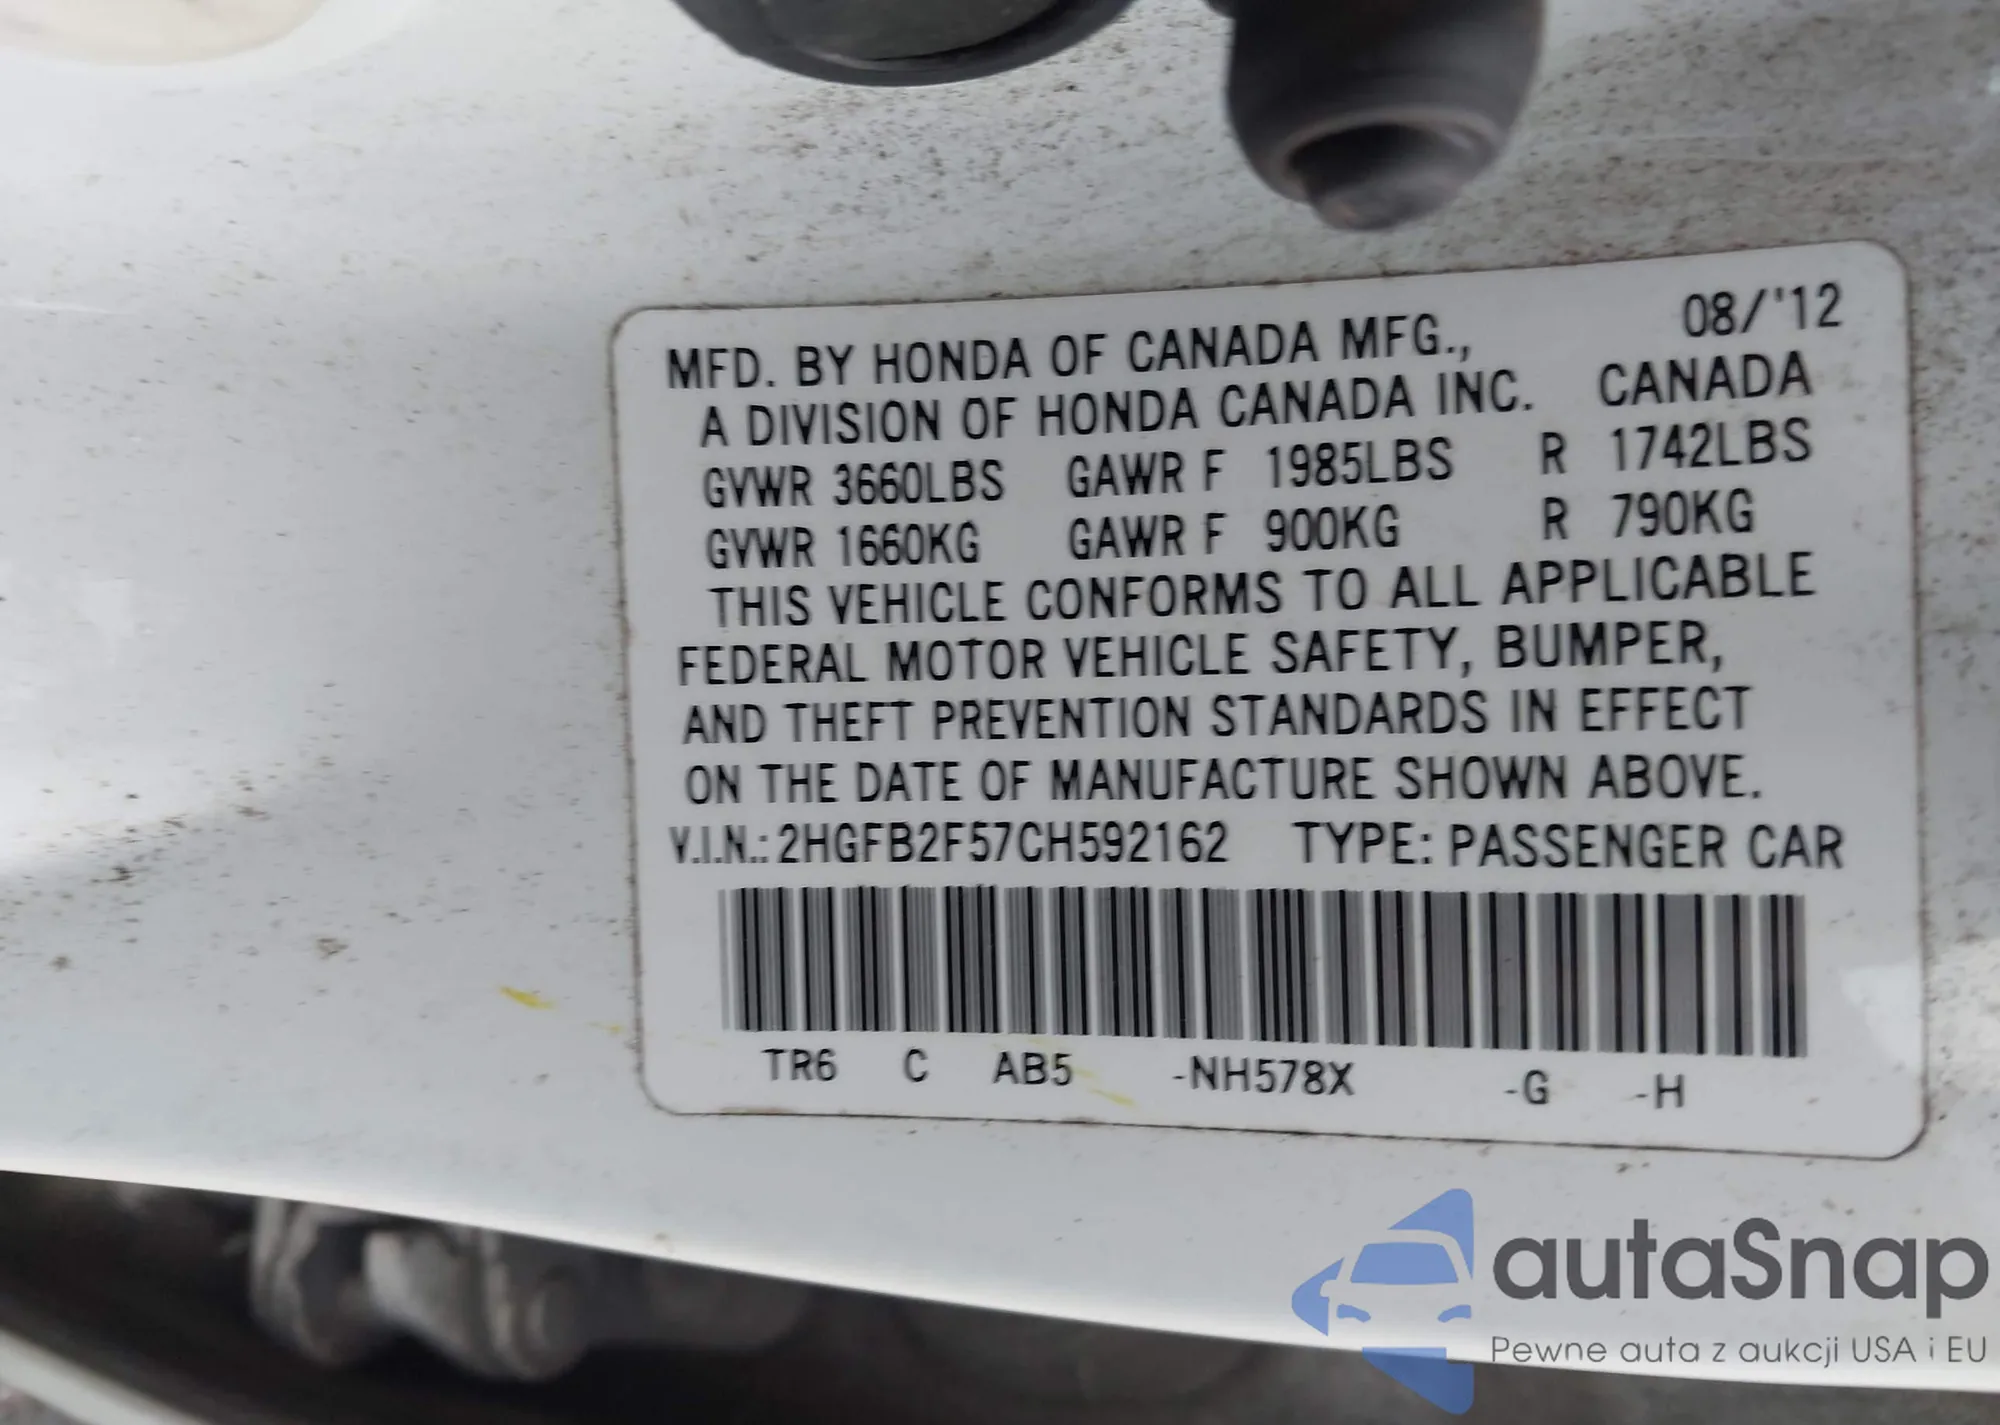 MFD. BY HONDA OF CANADA MFG., 08/'12
A DIVISION OF HONDA CANADA INC. CANADA
GVWR 3660LBS GAWR F 1985LBS R 1742LBS
GVWR 1660KG GAWR F 900KG R 790KG
THIS VEHICLE CONFORMS TO ALL APPLICABLE
FEDERAL MOTOR VEHICLE SAFETY, BUMPER,
AND THEFT PREVENTION STANDARDS IN EFFECT
ON THE DATE OF MANUFACTURE SHOWN ABOVE.
V.I.N.: 2HGFB2F57CH592162 TYPE: PASSENGER CAR
TR6 C AB5 -NH578X -G -H
autaSnap
Pewne auta z aukcji USA i EU